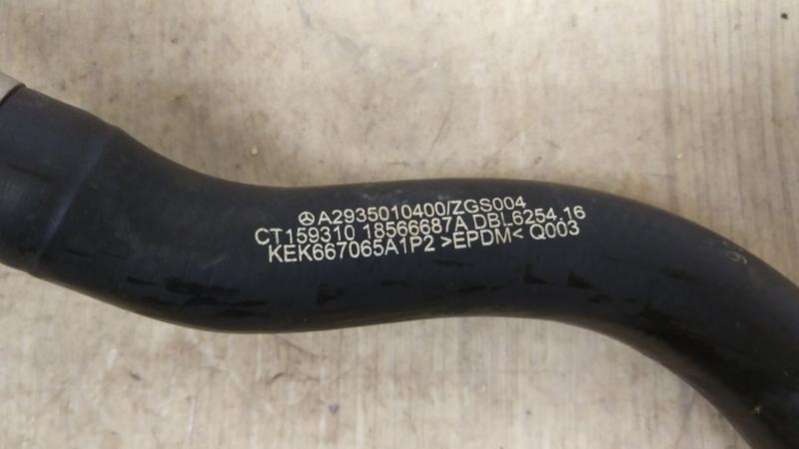 A2935010400/ZGS004
CT159310 18566687A DBL6254.16
KEK667065A1P2 >EPDM< Q003